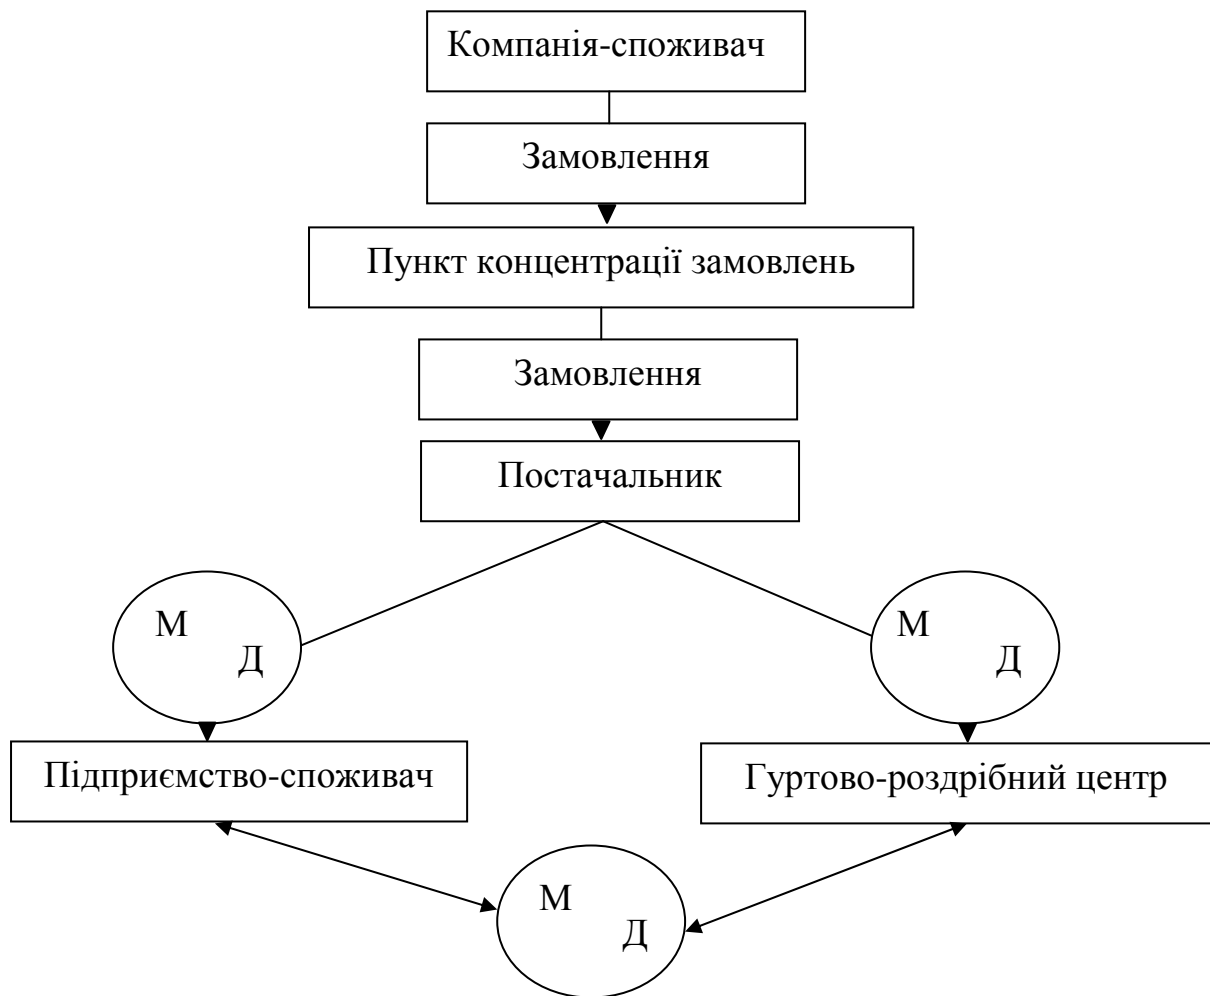 Компанія-споживач
Замовлення
Пункт концентрації замовлень
Замовлення
Постачальник
М
Д
М
Д
Підприємство-споживач
Гуртово-роздрібний центр
М
Д